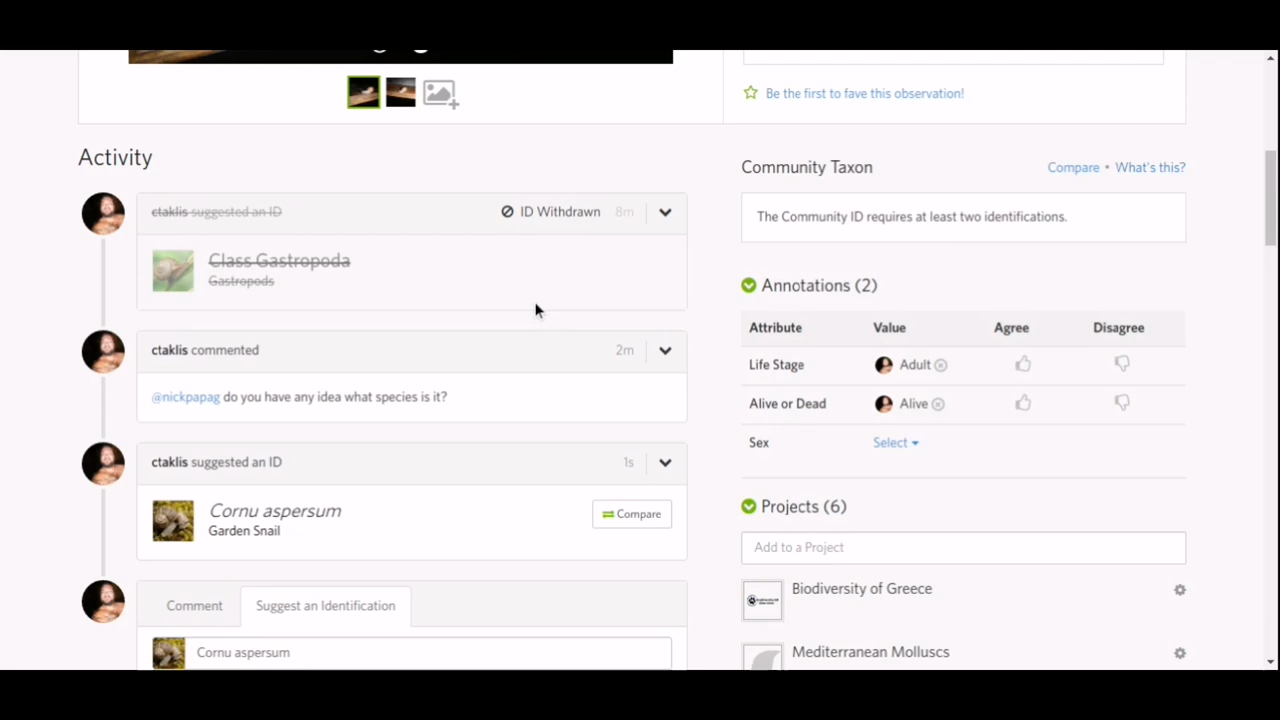 Be the first to fave this observation!
Activity
ctaklis suggested an ID
ID Withdrawn 8m
Class Gastropoda
Gastropods
ctaklis commented 2m
@nickpapag do you have any idea what species is it?
ctaklis suggested an ID 1s
Cornu aspersum
Garden Snail
Compare
Comment Suggest an Identification
Cornu aspersum
Community Taxon Compare • What's this?
The Community ID requires at least two identifications.
Annotations (2)
Attribute Value Agree Disagree
Life Stage Adult
Alive or Dead Alive
Sex Select
Projects (6)
Add to a Project
Biodiversity of Greece
Mediterranean Molluscs